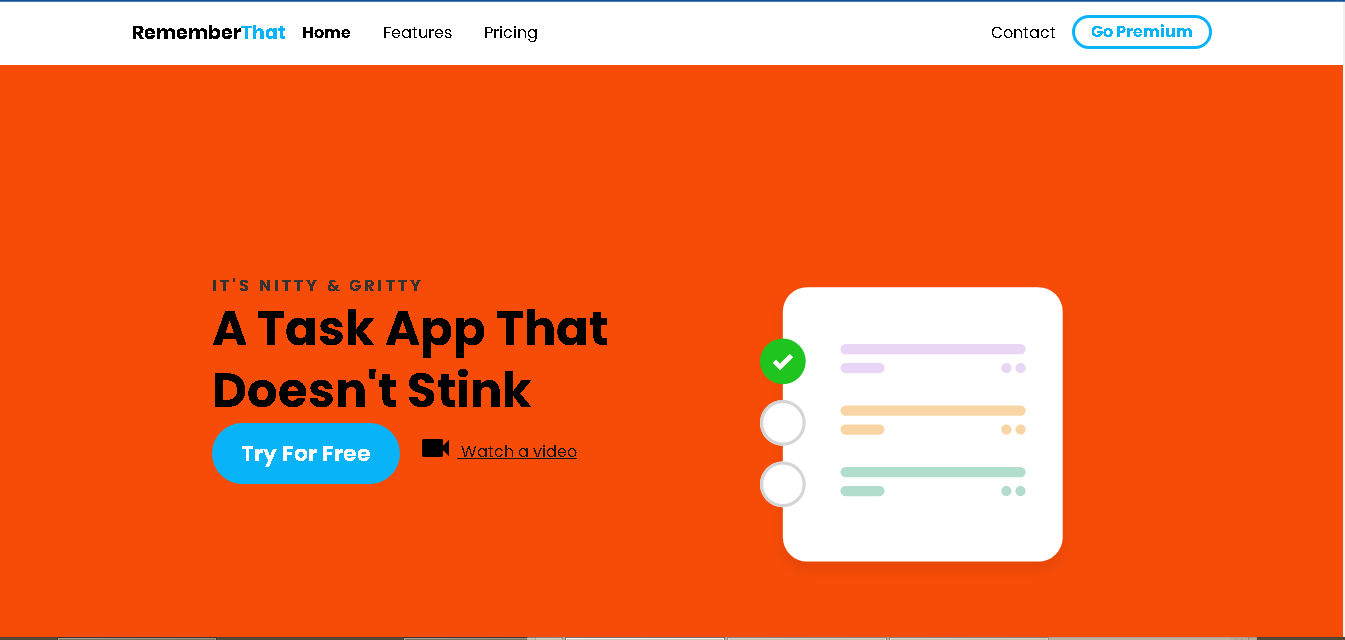 RememberThat Home Features Pricing Contact Go Premium
IT'S NITTY & GRITTY
A Task App That
Doesn't Stink
Try For Free Watch a video